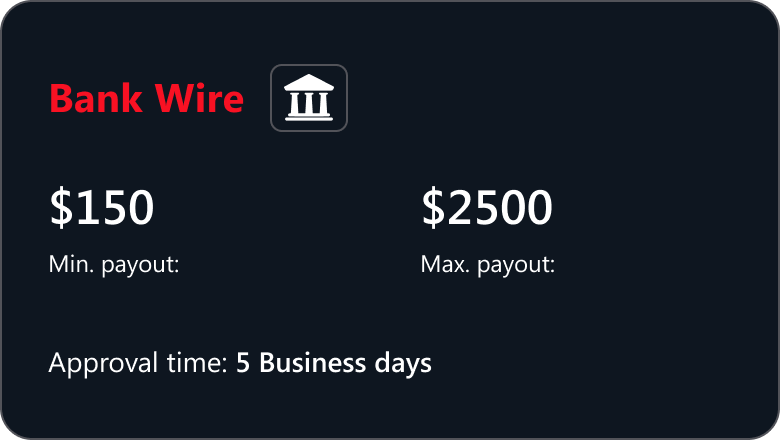 Bank Wire
$150
Min. payout:
$2500
Max. payout:
Approval time: 5 Business days